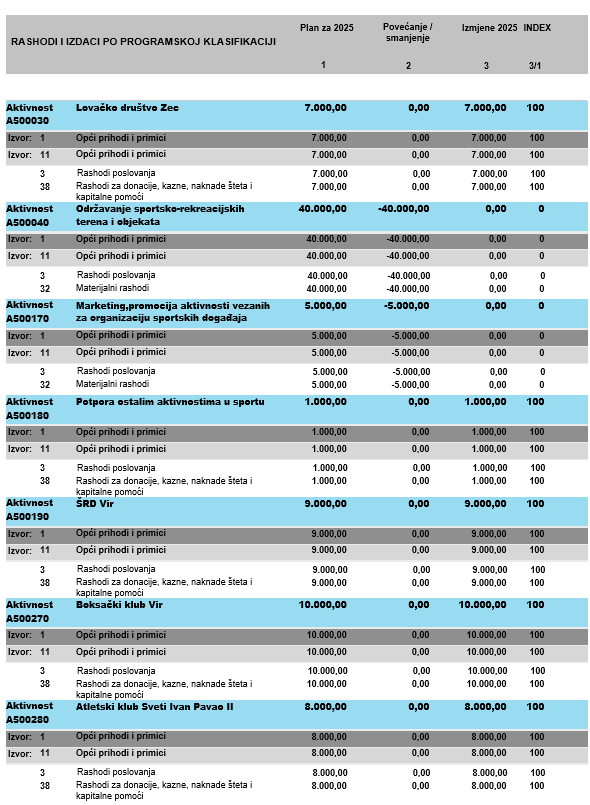 RASHODI I IZDACI PO PROGRAMSKOJ KLASIFIKACIJI Plan za 2025 Povećanje / smanjenje Izmjene 2025 INDEX
1 2 3 3/1
Aktivnost A500030 Lovačko društvo Zec 7.000,00 0,00 7.000,00 100
Izvor: 1 Opći prihodi i primici 7.000,00 0,00 7.000,00 100
Izvor: 11 Opći prihodi i primici 7.000,00 0,00 7.000,00 100
3 Rashodi poslovanja 7.000,00 0,00 7.000,00 100
38 Rashodi za donacije, kazne, naknade šteta i 7.000,00 0,00 7.000,00 100
kapitalne pomoći
Aktivnost Održavanje sportsko-rekreacijskih 40.000,00 -40.000,00 0,00 0
A500040 terena i objekata
Izvor: 1 Opći prihodi i primici 40.000,00 -40.000,00 0,00 0
Izvor: 11 Opći prihodi i primici 40.000,00 -40.000,00 0,00 0
3 Rashodi poslovanja 40.000,00 -40.000,00 0,00 0
32 Materijalni rashodi 40.000,00 -40.000,00 0,00 0
Aktivnost Marketing,promocija aktivnosti vezanih 5.000,00 -5.000,00 0,00 0
A500170 za organizaciju sportskih događaja
Izvor: 1 Opći prihodi i primici 5.000,00 -5.000,00 0,00 0
Izvor: 11 Opći prihodi i primici 5.000,00 -5.000,00 0,00 0
3 Rashodi poslovanja 5.000,00 -5.000,00 0,00 0
32 Materijalni rashodi 5.000,00 -5.000,00 0,00 0
Aktivnost Potpora ostalim aktivnostima u sportu 1.000,00 0,00 1.000,00 100
A500180
Izvor: 1 Opći prihodi i primici 1.000,00 0,00 1.000,00 100
Izvor: 11 Opći prihodi i primici 1.000,00 0,00 1.000,00 100
3 Rashodi poslovanja 1.000,00 0,00 1.000,00 100
38 Rashodi za donacije, kazne, naknade šteta i 1.000,00 0,00 1.000,00 100
kapitalne pomoći
Aktivnost ŠRD Vir 9.000,00 0,00 9.000,00 100
A500190
Izvor: 1 Opći prihodi i primici 9.000,00 0,00 9.000,00 100
Izvor: 11 Opći prihodi i primici 9.000,00 0,00 9.000,00 100
3 Rashodi poslovanja 9.000,00 0,00 9.000,00 100
38 Rashodi za donacije, kazne, naknade šteta i 9.000,00 0,00 9.000,00 100
kapitalne pomoći
Aktivnost Boksački klub Vir 10.000,00 0,00 10.000,00 100
A500270
Izvor: 1 Opći prihodi i primici 10.000,00 0,00 10.000,00 100
Izvor: 11 Opći prihodi i primici 10.000,00 0,00 10.000,00 100
3 Rashodi poslovanja 10.000,00 0,00 10.000,00 100
38 Rashodi za donacije, kazne, naknade šteta i 10.000,00 0,00 10.000,00 100
kapitalne pomoći
Aktivnost Atletski klub Sveti Ivan Pavao II 8.000,00 0,00 8.000,00 100
A500280
Izvor: 1 Opći prihodi i primici 8.000,00 0,00 8.000,00 100
Izvor: 11 Opći prihodi i primici 8.000,00 0,00 8.000,00 100
3 Rashodi poslovanja 8.000,00 0,00 8.000,00 100
38 Rashodi za donacije, kazne, naknade šteta i 8.000,00 0,00 8.000,00 100
kapitalne pomoći